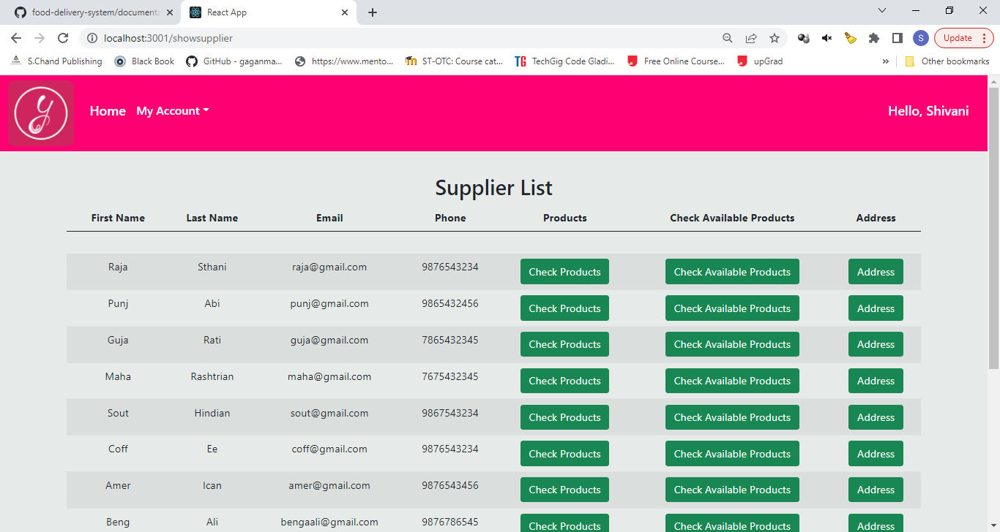 food-delivery-system/documenta
React App
localhost:3001/showsupplier
S
Update
S.Chand Publishing
Black Book
GitHub - gaganma...
https://www.mento...
ST-OTC: Course cat...
TG TechGig Code Gladi...
Free Online Course...
upGrad
»
Other bookmarks
y
Home
My Account
Hello, Shivani
Supplier List
First Name Last Name Email Phone Products Check Available Products Address
Raja Sthani raja@gmail.com 9876543234 Check Products Check Available Products Address
Punj Abi punj@gmail.com 9865432456 Check Products Check Available Products Address
Guja Rati guja@gmail.com 7865432345 Check Products Check Available Products Address
Maha Rashtrian maha@gmail.com 7675432345 Check Products Check Available Products Address
Sout Hindian sout@gmail.com 9867543234 Check Products Check Available Products Address
Coff Ee coff@gmail.com 9876543234 Check Products Check Available Products Address
Amer Ican amer@gmail.com 9876543456 Check Products Check Available Products Address
Beng Ali bengaali@gmail.com 9876786545 Check Products Check Available Products Address